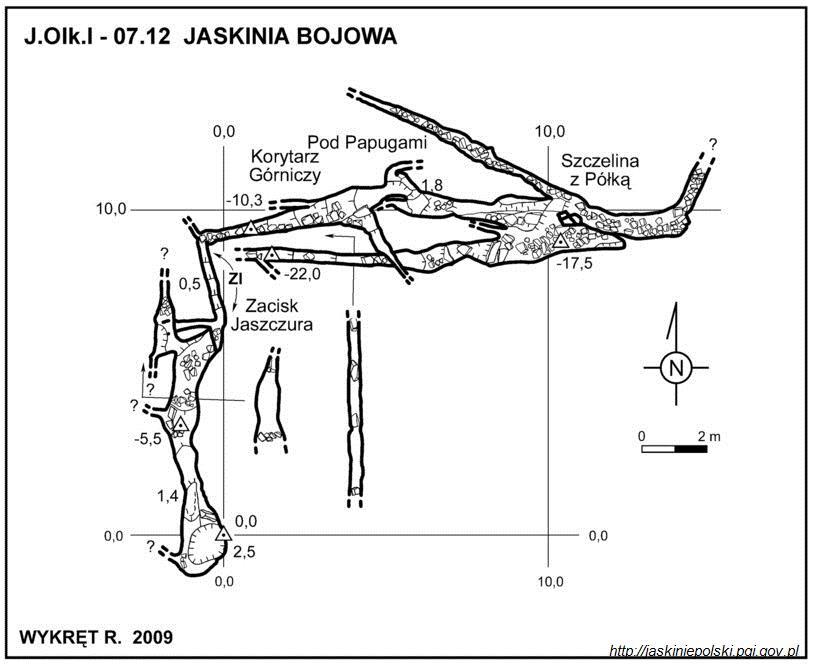 J.Olk.I - 07.12 JASKINIA BOJOWA
0,0
10,0
Pod Papugami
Korytarz
Górniczy
Szczelina
z Półką
?
1,8
-10,3
10,0
-17,5
-22,0
?
0,5
ZI
Zacisk
Jaszczura
N
?
?
-5,5
0 2 m
1,4
0,0
0,0
0,0
?
2,5
0,0
10,0
WYKRĘT R. 2009
http://jaskiniepolski.pgi.gov.pl